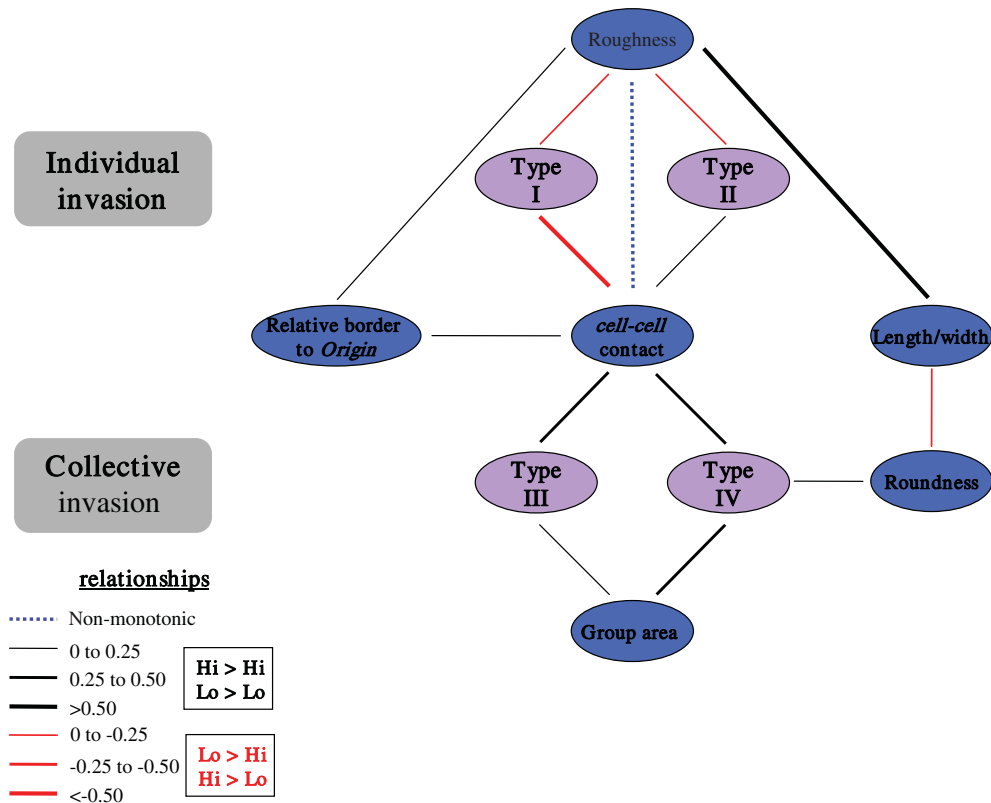 Roughness
Individual
invasion
Type
I
Type
II
Relative border
to Origin
cell-cell
contact
Length/width
Collective
invasion
Type
III
Type
IV
Roundness
Group area
relationships
Non-monotonic
0 to 0.25
0.25 to 0.50
>0.50
Hi > Hi
Lo > Lo
0 to -0.25
-0.25 to -0.50
<-0.50
Lo > Hi
Hi > Lo